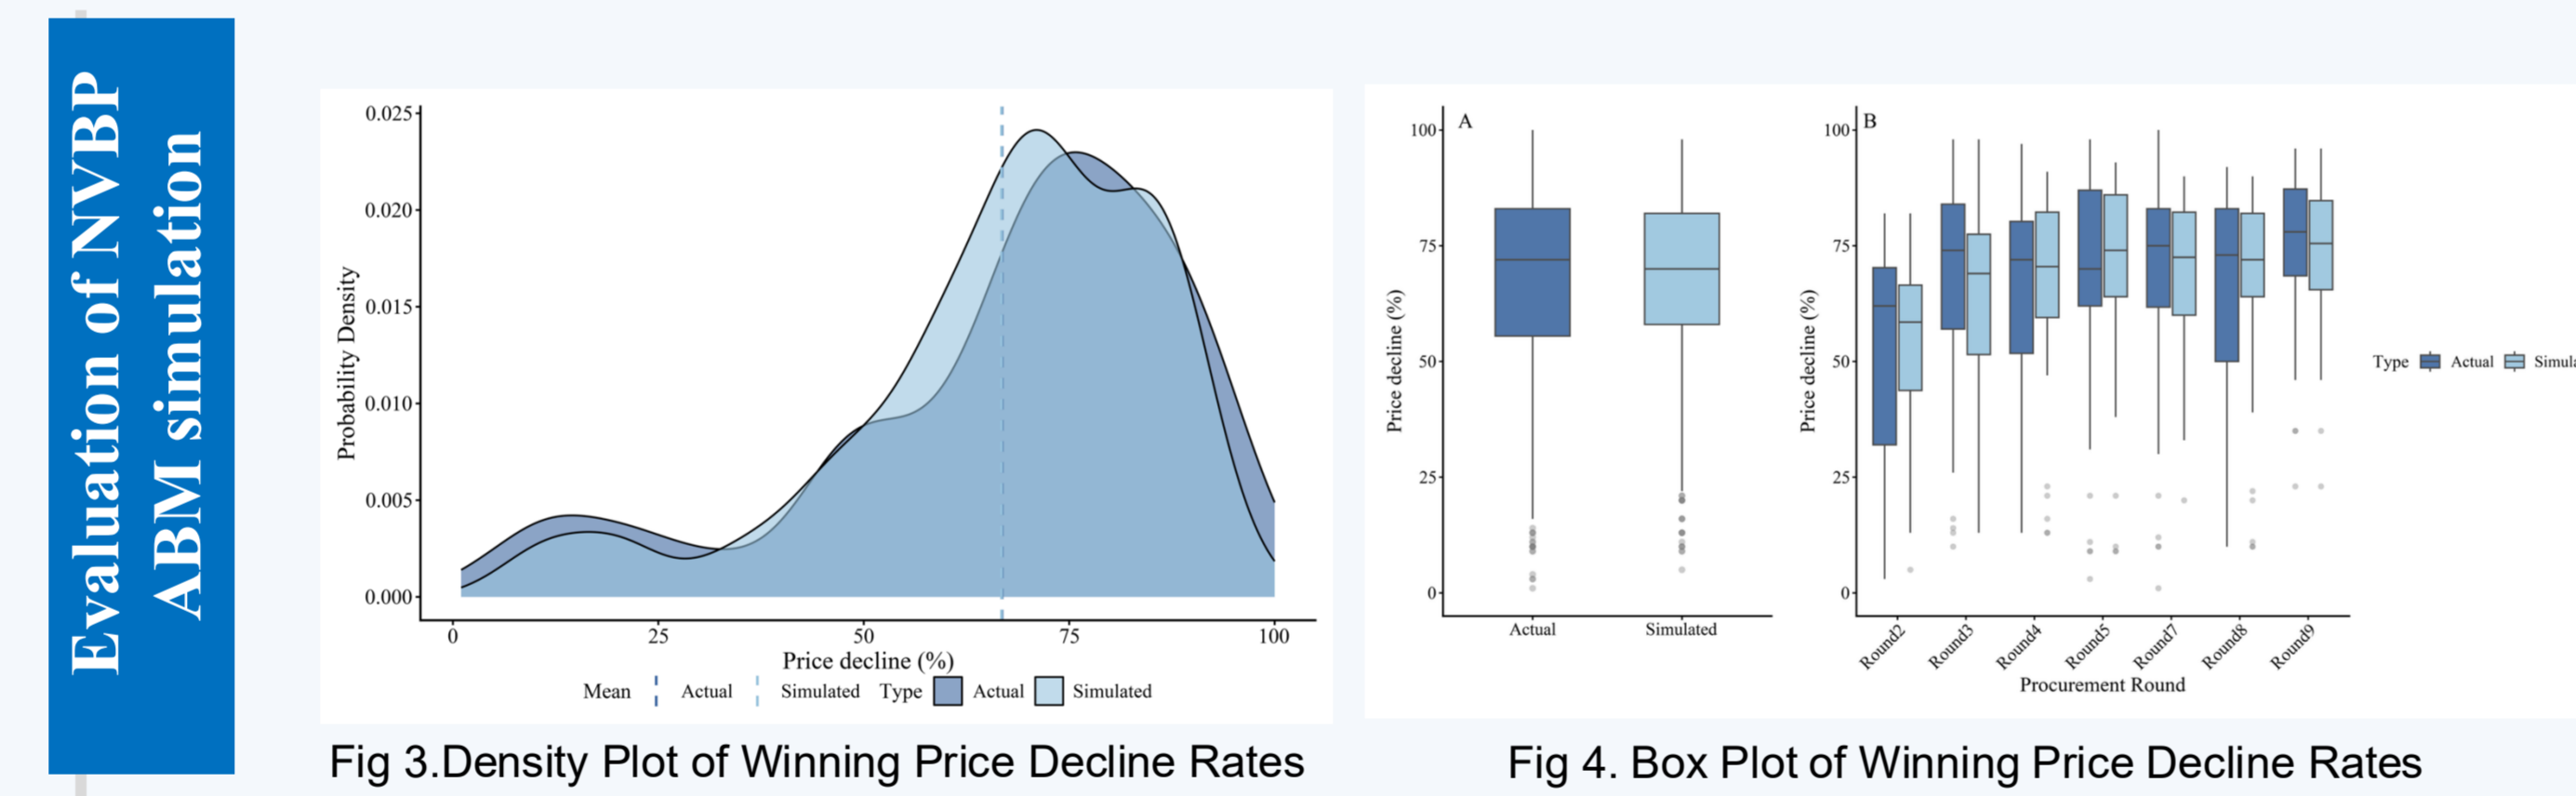 Evaluation of NVBP
ABM simulation
0.025
0.020
0.015
0.010
0.005
0.000
Probability Density
0 25 50 75 100
Price decline (%)
Mean Actual Simulated Type Actual Simulated
Fig 3.Density Plot of Winning Price Decline Rates
A
100
75
50
25
0
Price decline (%)
Actual Simulated
B
100
75
50
25
0
Price decline (%)
Round2 Round3 Round4 Round5 Round7 Round8 Round9
Procurement Round
Type Actual Simula
Fig 4. Box Plot of Winning Price Decline Rates